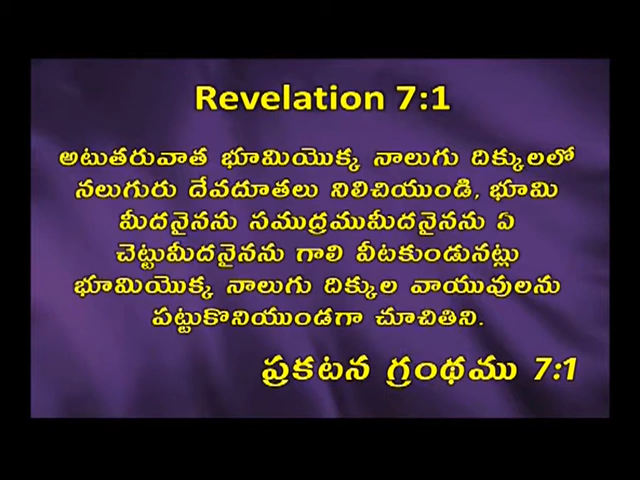 Revelation 7:1
అటుతరువాత భూమియొక్క నాలుగు దిక్కులలో
నలుగురు దేవదూతలు నిలిచియుండి, భూమి
మీదనైనను సముద్రముమీదనైనను ఏ
చెట్టుమీదనైనను గాలి వీటకుండునట్లు
భూమియొక్క నాలుగు దిక్కుల వాయువులను
పట్టుకొనియుండగా చూచితిని.
ప్రకటన గ్రంథము 7:1